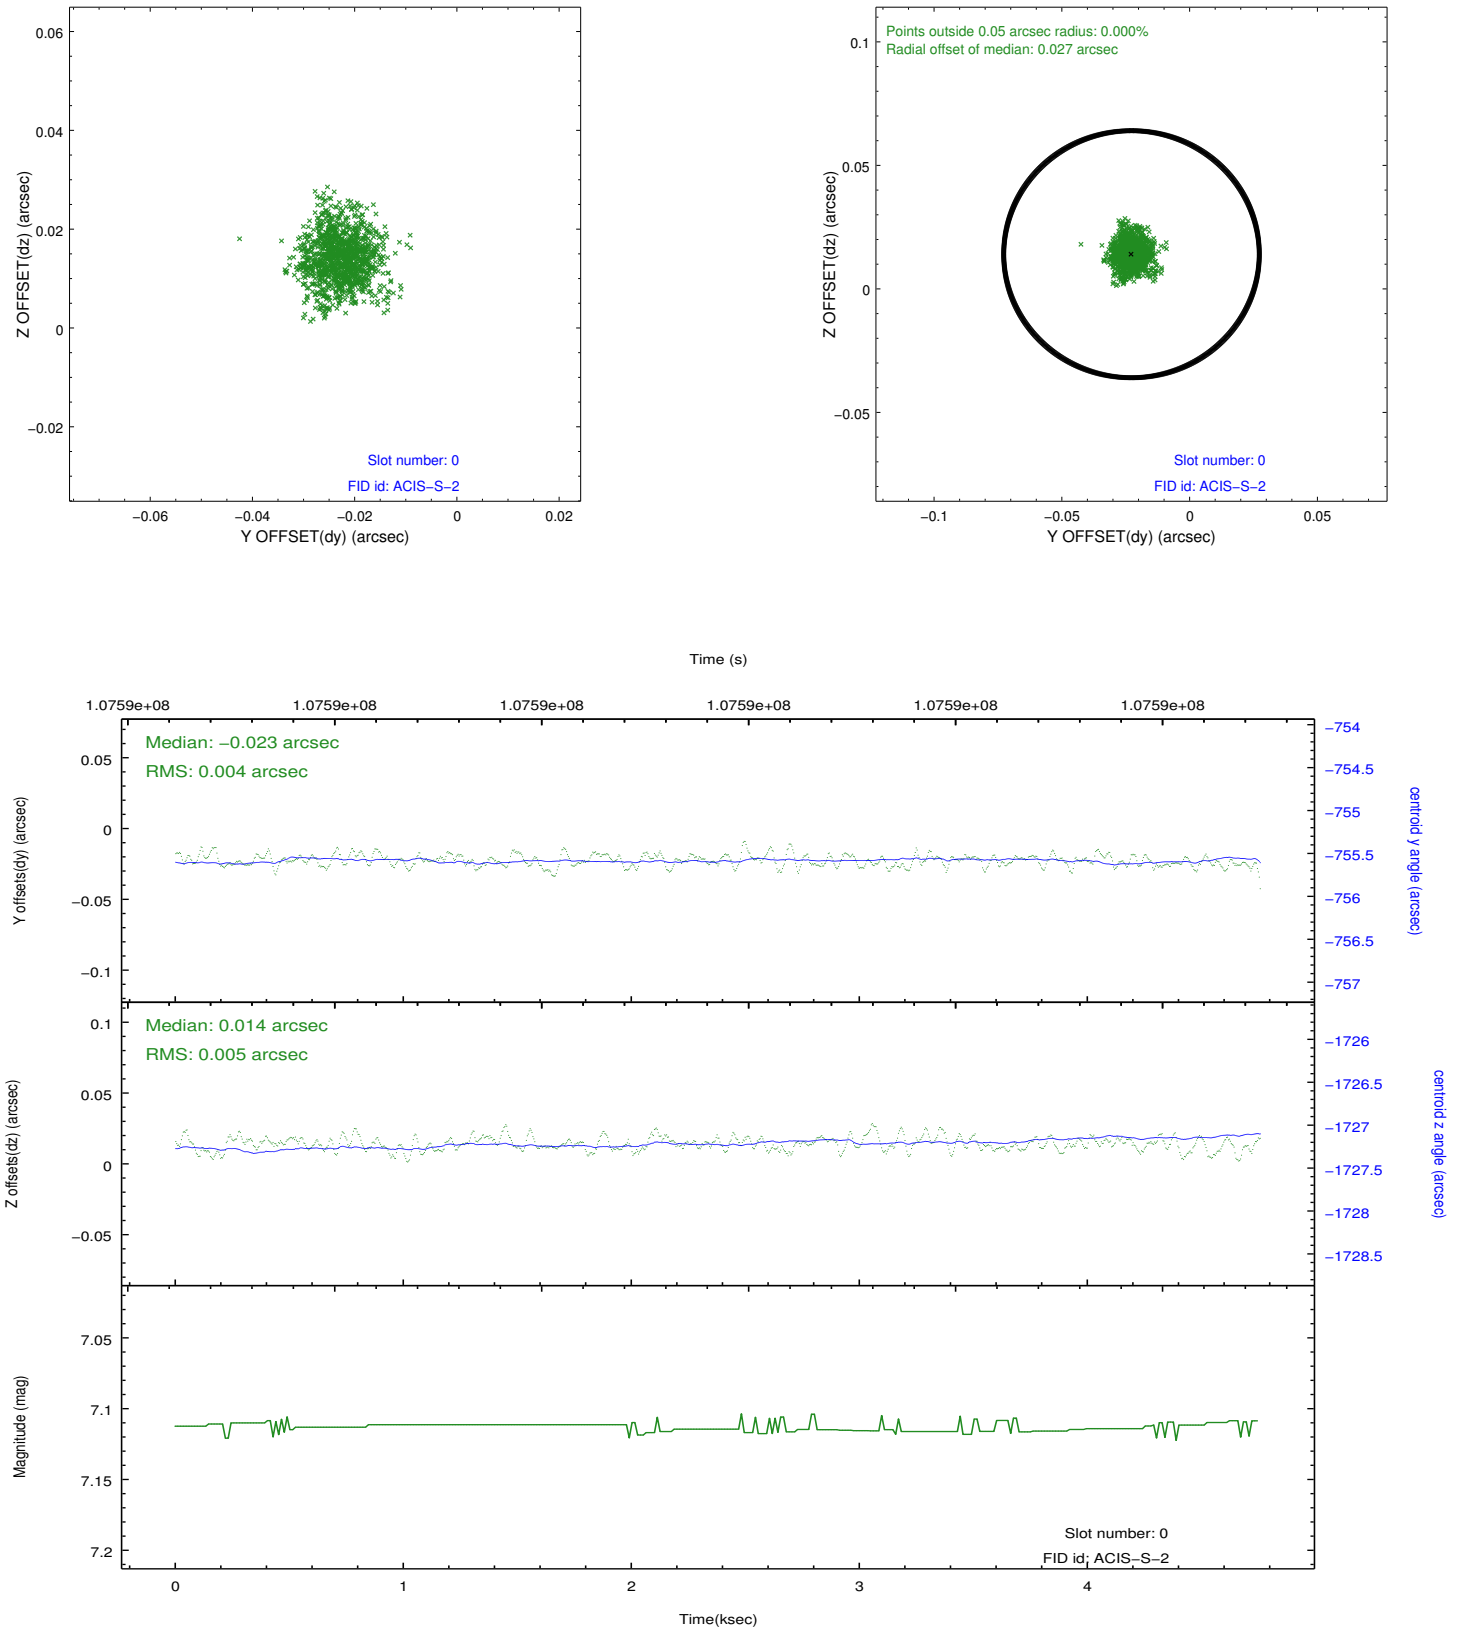 0.06
0.04
0.02
0
−0.02
Z OFFSET(dz) (arcsec)
Slot number: 0
FID id: ACIS−S−2
−0.06
−0.04
−0.02
0
0.02
Y OFFSET(dy) (arcsec)
Points outside 0.05 arcsec radius: 0.000%
Radial offset of median: 0.027 arcsec
0.1
0.05
0
−0.05
Z OFFSET(dz) (arcsec)
Slot number: 0
FID id: ACIS−S−2
−0.1
−0.05
0
0.05
Y OFFSET(dy) (arcsec)
Time (s)
1.0759e+08
1.0759e+08
1.0759e+08
1.0759e+08
1.0759e+08
1.0759e+08
Median: −0.023 arcsec
RMS: 0.004 arcsec
0.05
0
−0.05
−0.1
Y offsets(dy) (arcsec)
−754
−754.5
−755
−755.5
−756
−756.5
−757
centroid y angle (arcsec)
Median: 0.014 arcsec
RMS: 0.005 arcsec
0.1
0.05
0
−0.05
Z offsets(dz) (arcsec)
−1726
−1726.5
−1727
−1727.5
−1728
−1728.5
centroid z angle (arcsec)
7.05
7.1
7.15
7.2
Magnitude (mag)
Slot number: 0
FID id: ACIS−S−2
0
1
2
3
4
Time(ksec)